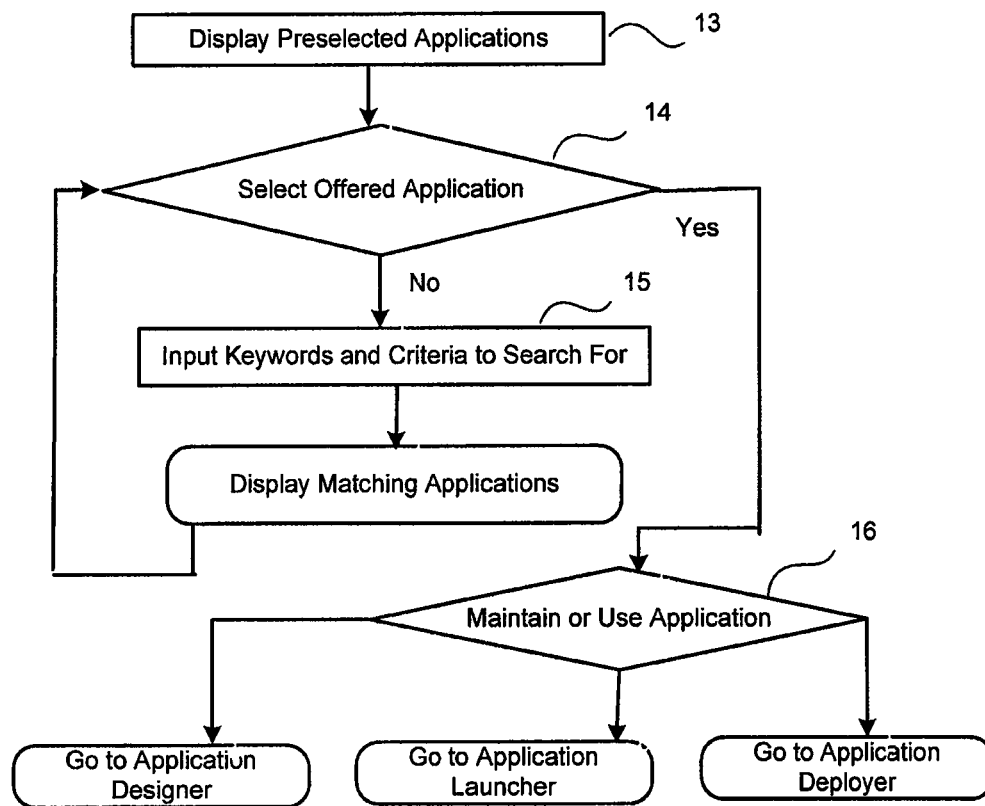 Display Preselected Applications
13
14
Select Offered Application
Yes
No
15
Input Keywords and Criteria to Search For
Display Matching Applications
16
Maintain or Use Application
Go to Application
Designer
Go to Application
Launcher
Go to Application
Deployer